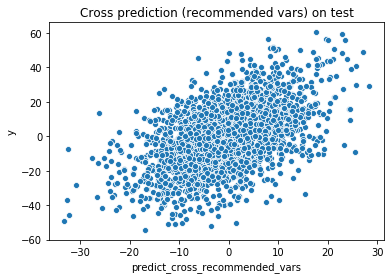 Cross prediction (recommended vars) on test
60
40
20
0
−20
−40
−60
y
−30 −20 −10 0 10 20 30
predict_cross_recommended_vars